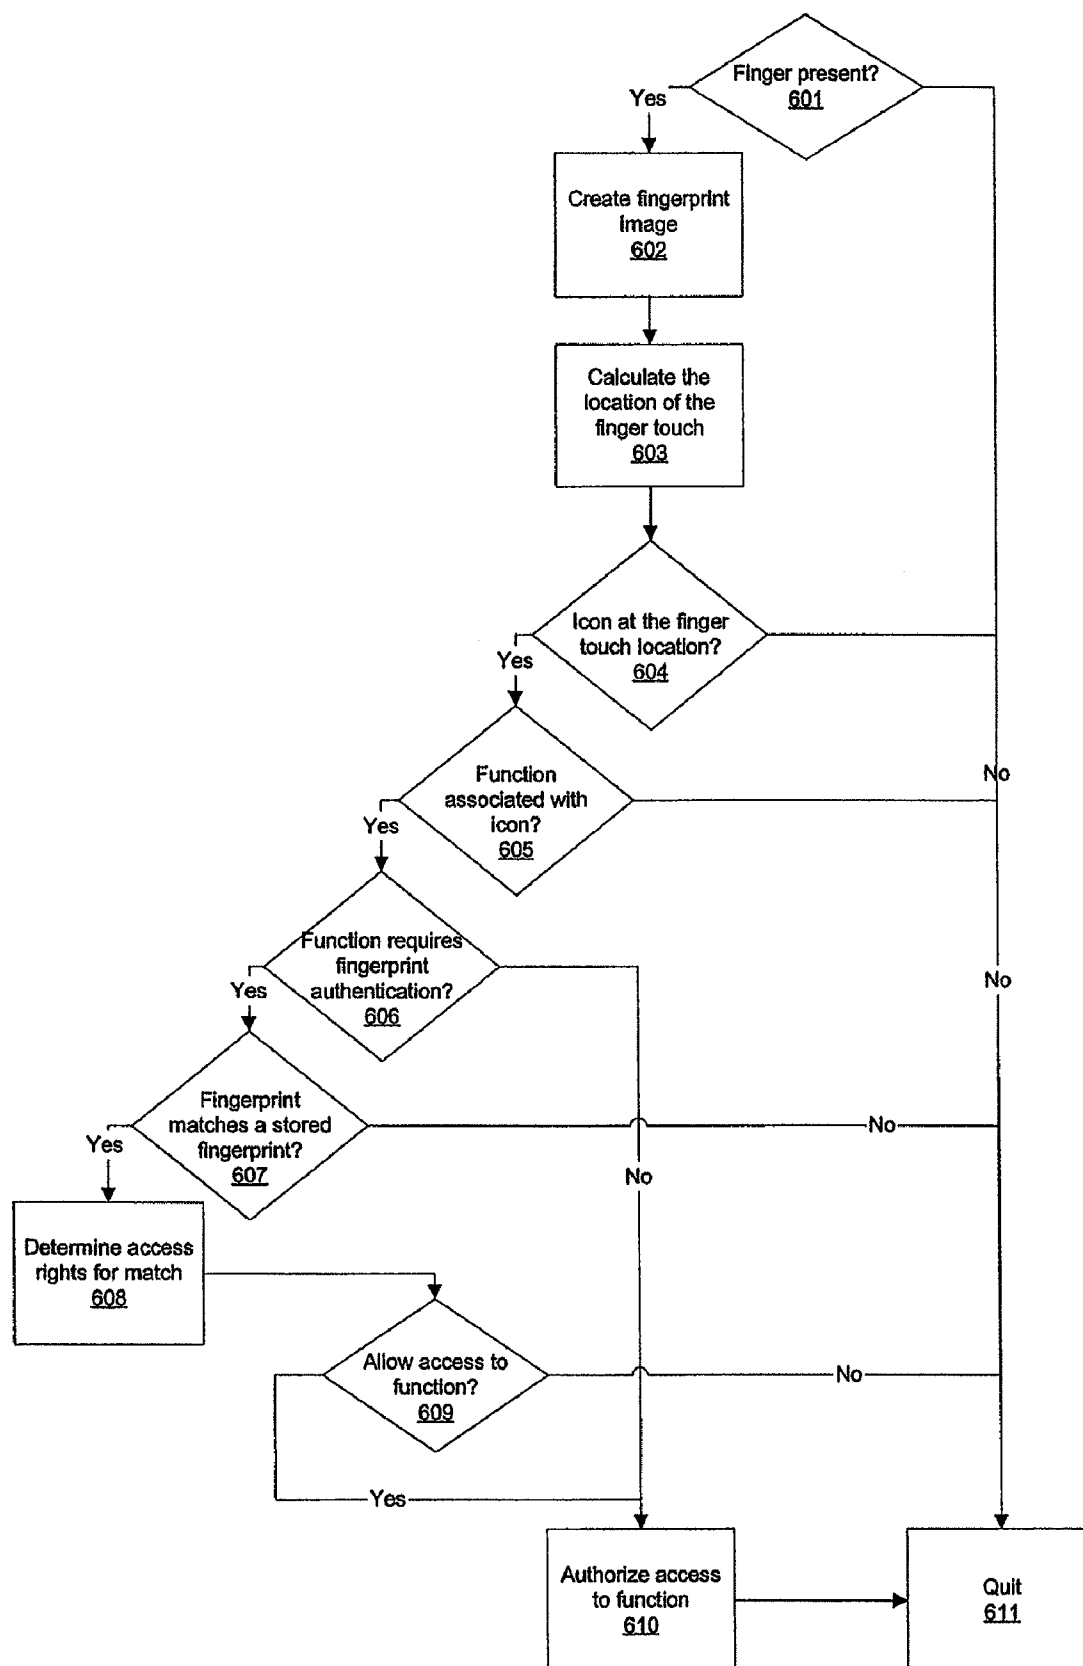 Finger present?
601
Yes
Create fingerprint
image
602
Calculate the
location of the
finger touch
603
Icon at the finger
touch location?
604
Yes
Function
associated with
icon?
605
No
Yes
Function requires
fingerprint
authentication?
606
No
Yes
Fingerprint
matches a stored
fingerprint?
607
No
Yes
No
Determine access
rights for match
608
Allow access to
function?
609
No
Yes
Authorize access
to function
610
Quit
611